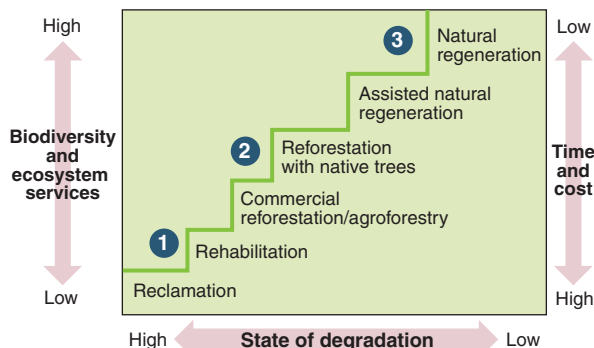 High
Biodiversity
and
ecosystem
services
Low
3
Natural
regeneration
Assisted natural
regeneration
2
Reforestation
with native trees
Commercial
reforestation/agroforestry
1
Rehabilitation
Reclamation
Low
Time
and
cost
High
High
State of degradation
Low